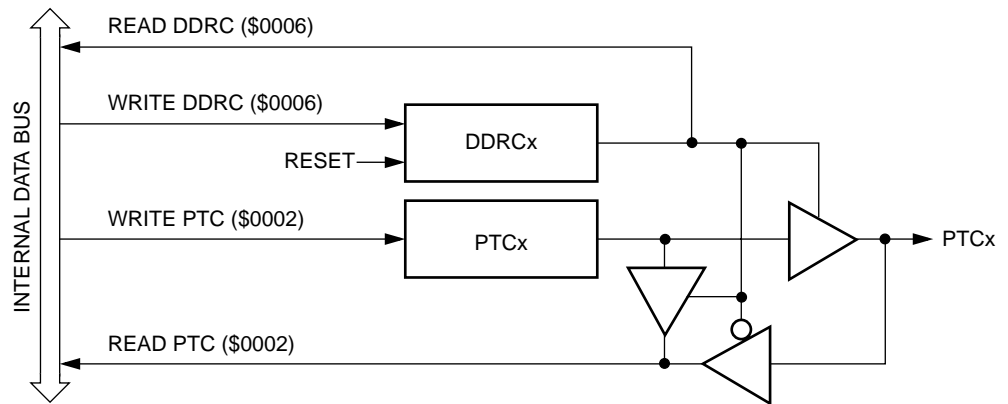 READ DDRC ($0006)
WRITE DDRC ($0006)
DDRCx
RESET
WRITE PTC ($0002)
PTCx
PTCx
READ PTC ($0002)
INTERNAL DATA BUS